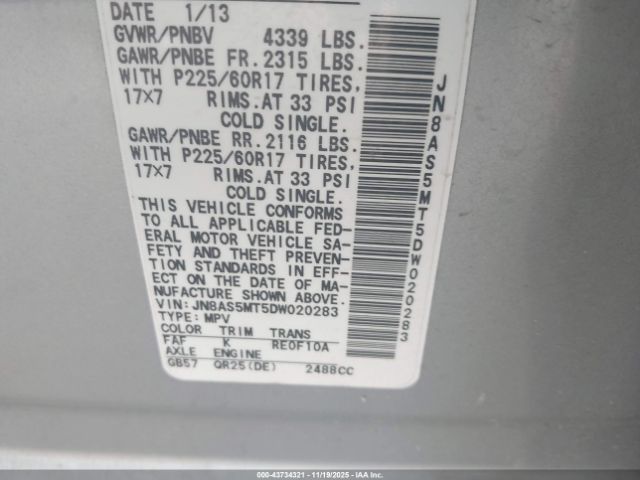 DATE 1/13
GVWR/PNBV 4339 LBS.
GAWR/PNBE FR. 2315 LBS.
WITH P225/60R17 TIRES,
17x7 RIMS.AT 33 PSI
COLD SINGLE.
GAWR/PNBE RR. 2116 LBS.
WITH P225/60R17 TIRES,
17x7 RIMS.AT 33 PSI
COLD SINGLE.
THIS VEHICLE CONFORMS
TO ALL APPLICABLE FED-
ERAL MOTOR VEHICLE SA-
FETY AND THEFT PREVEN-
TION STANDARDS IN EFF-
ECT ON THE DATE OF MA-
NUFACTURE SHOWN ABOVE.
VIN: JN8AS5MT5DW020283
TYPE: MPV
COLOR TRIM TRANS
FAF K RE0F10A
AXLE ENGINE
GB57 QR25(DE) 2488CC
JN8AS5MT5DW020283
000-43734321 - 11/19/2025 - IAAI.COM